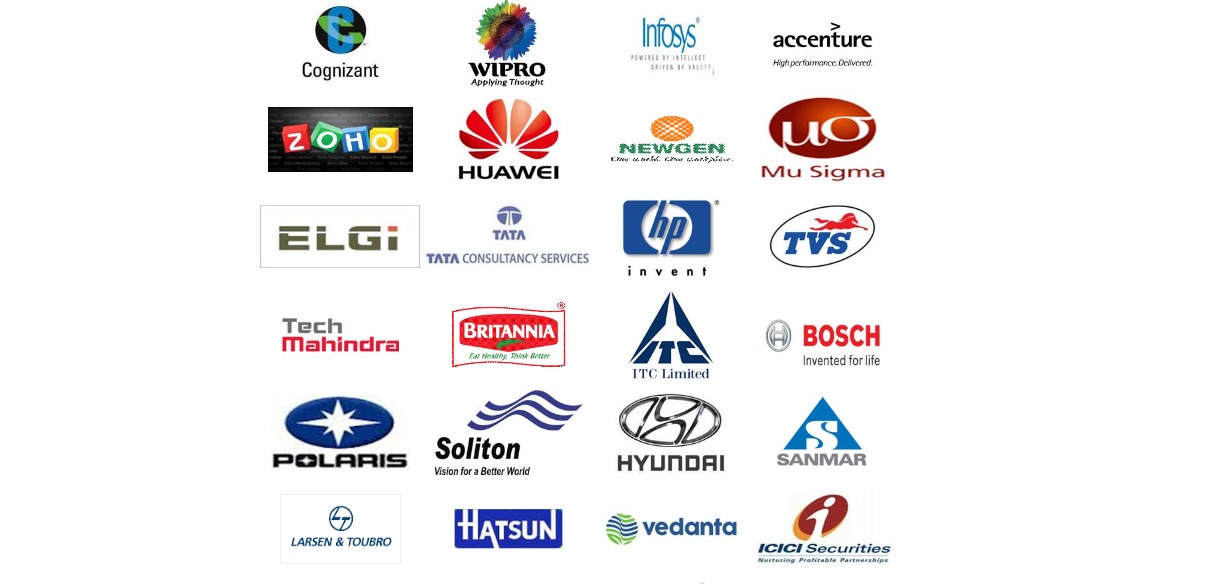 Cognizant
WIPRO
Applying Thought
Infosys®
POWERED BY INTELLECT
DRIVEN BY VALUES
accenture
High performance. Delivered.
ZOHO
HUAWEI
NEWGEN
μσ
Mu Sigma
ELGi
TATA
TATA CONSULTANCY SERVICES
hp®
invent
TVS
Tech
Mahindra
BRITANNIA®
Eat Healthy, Think Better
ITC
ITC Limited
BOSCH
Invented for life
POLARIS
Soliton
Vision for a Better World
HYUNDAI
S
SANMAR
LT
LARSEN & TOUBRO
HATSUN
vedanta
i
ICICI Securities
Nurturing Profitable Partnerships